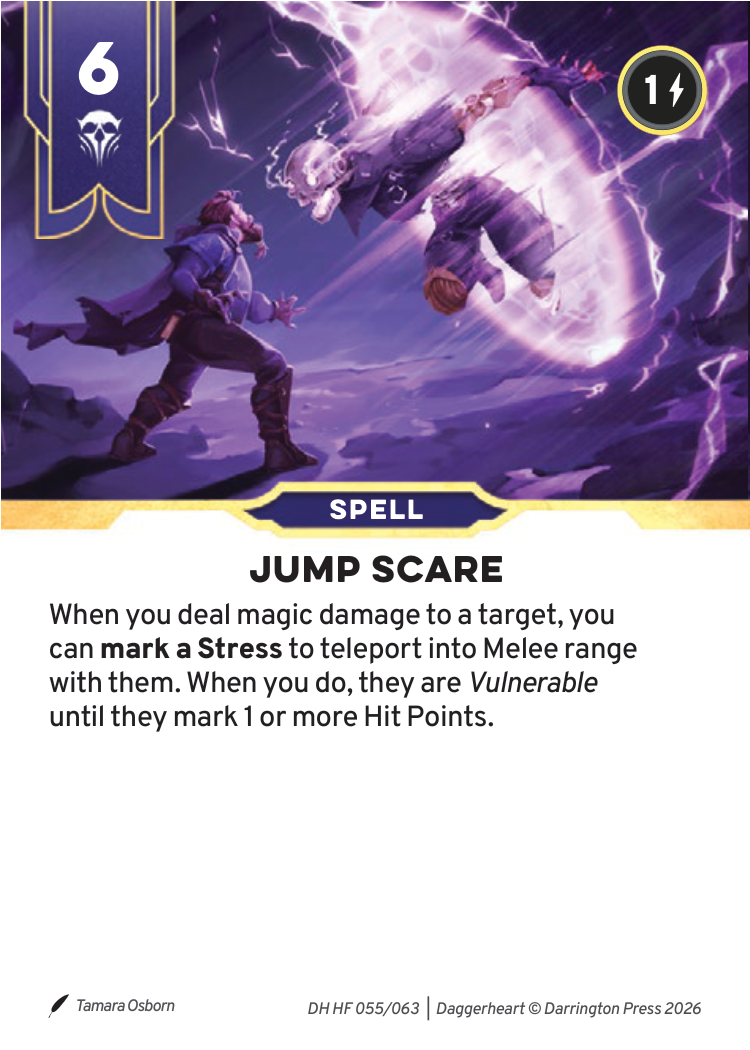 6
1
SPELL
JUMP SCARE
When you deal magic damage to a target, you
can mark a Stress to teleport into Melee range
with them. When you do, they are Vulnerable
until they mark 1 or more Hit Points.
Tamara Osborn
DH HF 055/063 | Daggerheart © Darrington Press 2026